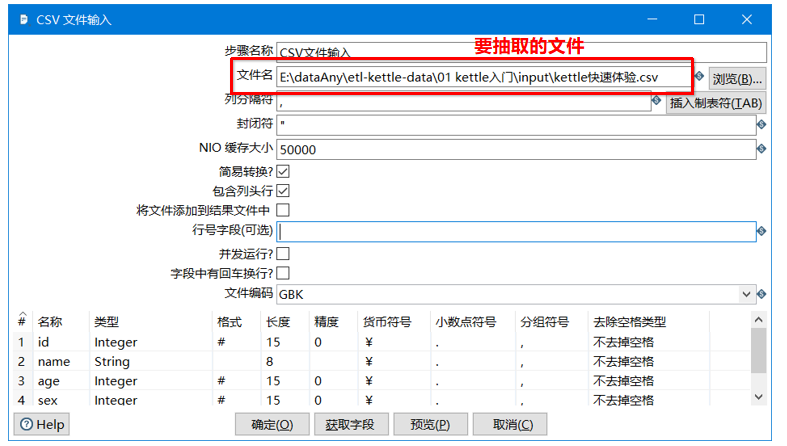 CSV 文件输入
要抽取的文件
步骤名称 CSV文件输入
文件名 E:\dataAny\etl-kettle-data\01 kettle入门\input\kettle快速体验.csv 浏览(B)...
列分隔符 , 插入制表符(TAB)
封闭符 "
NIO 缓存大小 50000
简易转换?
包含列头行
将文件添加到结果文件中
行号字段(可选)
并发运行?
字段中有回车换行?
文件编码 GBK
# 名称 类型 格式 长度 精度 货币符号 小数点符号 分组符号 去除空格类型
1 id Integer # 15 0 ¥ . , 不去掉空格
2 name String 8 ¥ 不去掉空格
3 age Integer # 15 0 ¥ . , 不去掉空格
4 sex Integer # 15 0 ¥ . , 不去掉空格
Help 确定(O) 获取字段 预览(P) 取消(C)